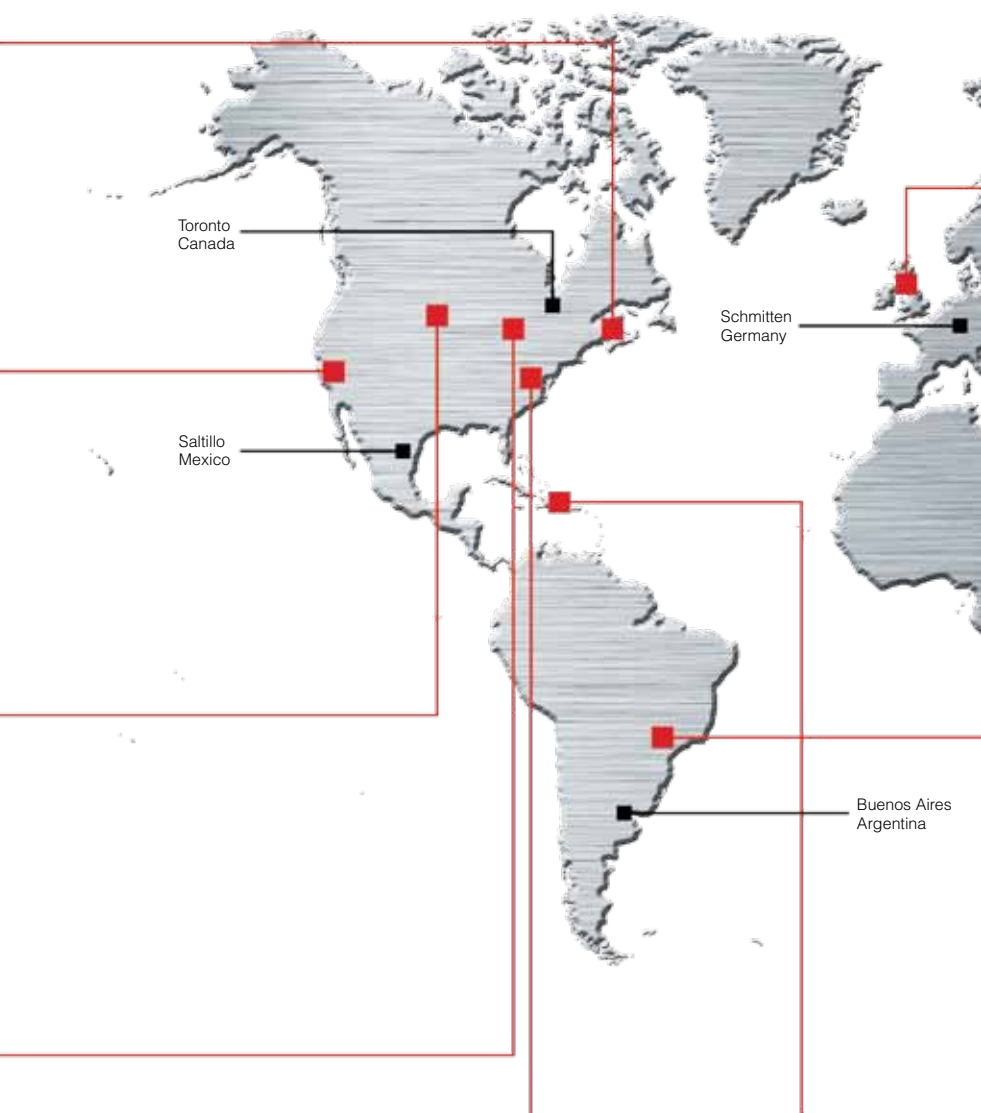 Toronto
Canada
Schmitten
Germany
Saltillo
Mexico
Buenos Aires
Argentina